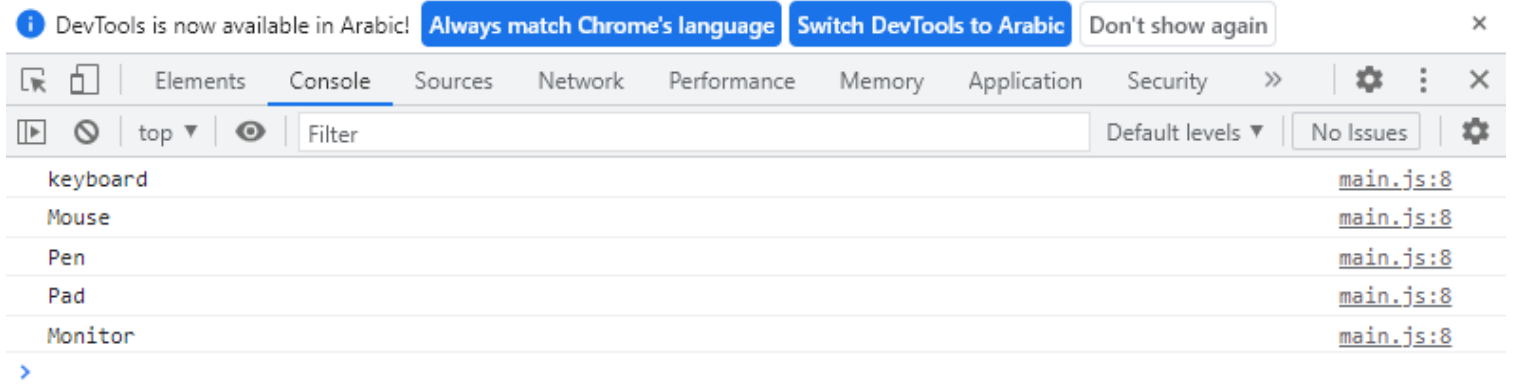 DevTools is now available in Arabic! Always match Chrome's language Switch DevTools to Arabic Don't show again
Elements Console Sources Network Performance Memory Application Security
top Filter Default levels No Issues
keyboard main.js:8
Mouse main.js:8
Pen main.js:8
Pad main.js:8
Monitor main.js:8